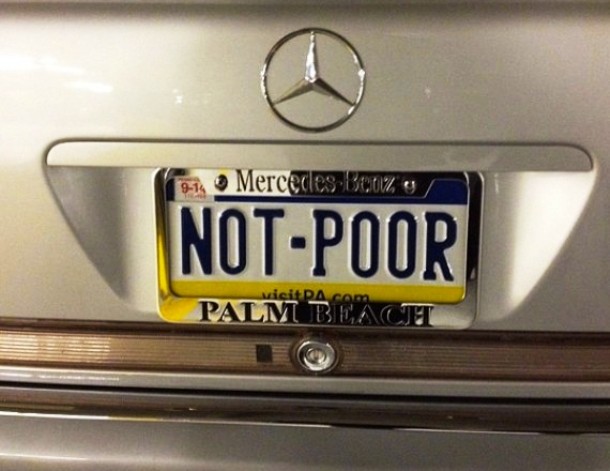 9-14
Mercedes-Benz
NOT-POOR
visitPA.com
PALM BEACH